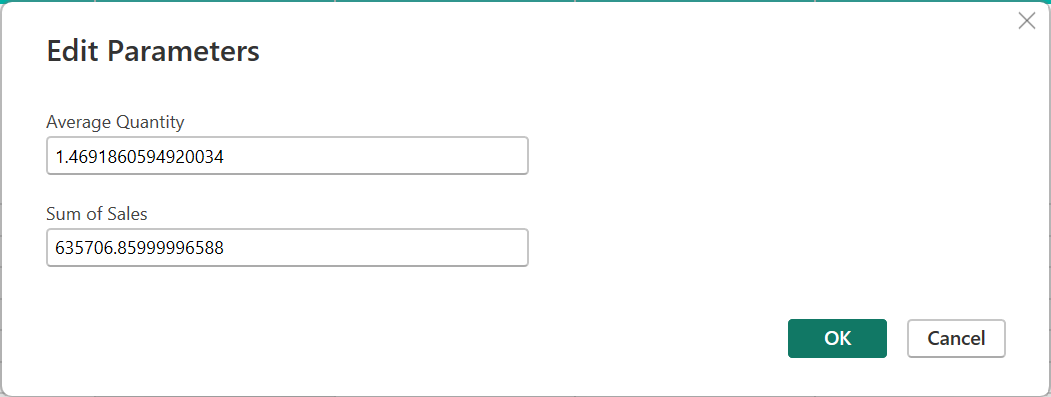 Edit Parameters
Average Quantity
1.4691860594920034
Sum of Sales
635706.85999996588
OK
Cancel